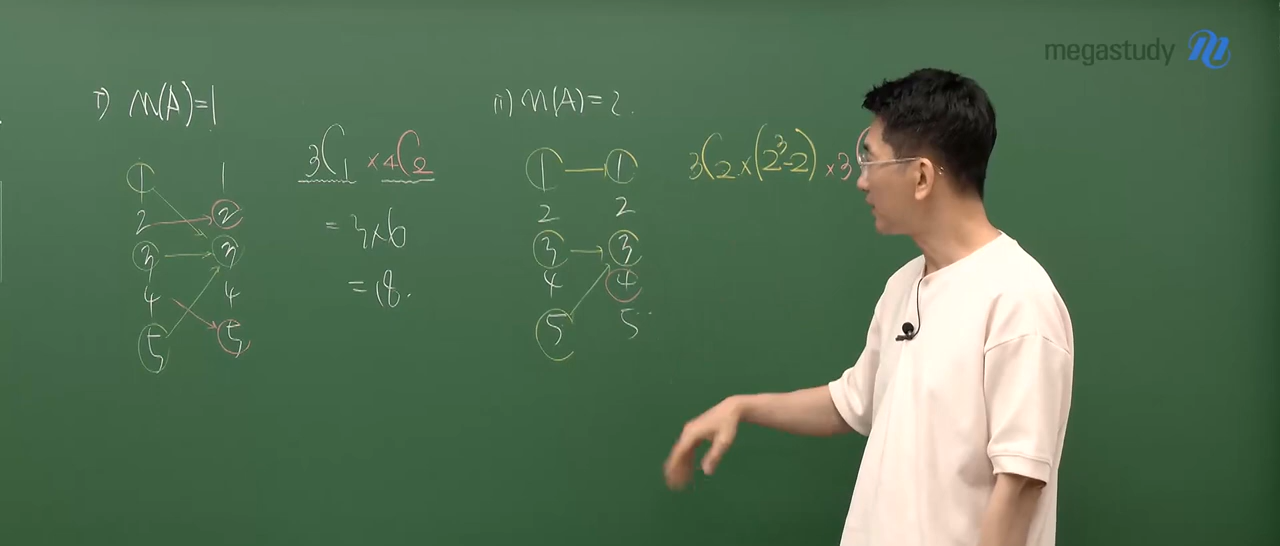 megastudy
i) n(A)=1
1 1
2 2
3 3
4 4
5 5
3C1 × 4C2
= 3×6
= 18.
ii) n(A)=2.
1 1
2 2
3 3
4 4
5 5
3C2 × (2³-2) × 3